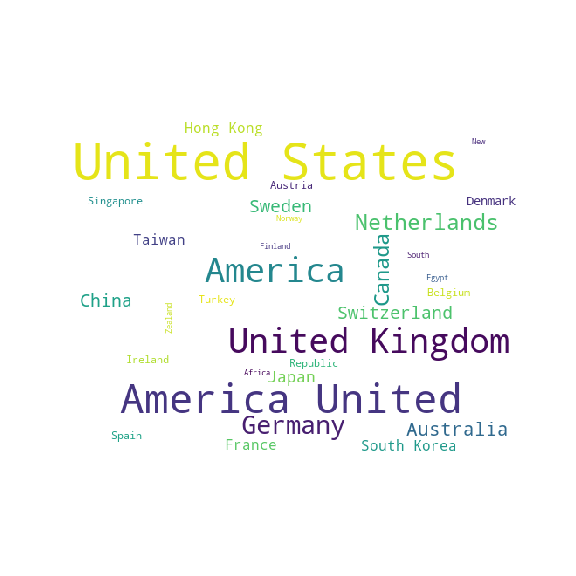 Hong Kong
United States
New
Austria
Singapore
Sweden
Denmark
Norway
Netherlands
Taiwan
Finland
Canada
South
America
Egypt
China
Turkey
Belgium
Zealand
Switzerland
United Kingdom
Ireland
Republic
Africa
Japan
America United
Germany
Australia
Spain
France
South Korea